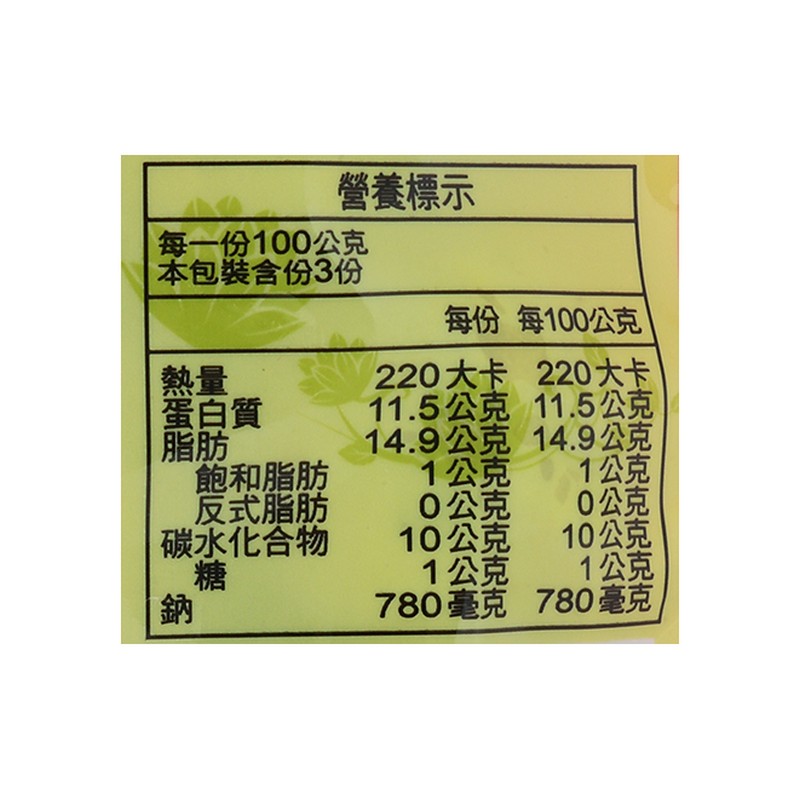 營養標示
每一份100公克
本包裝含份3份
每份 每100公克
熱量 220大卡 220大卡
蛋白質 11.5公克 11.5公克
脂肪 14.9公克 14.9公克
飽和脂肪 1公克 1公克
反式脂肪 0公克 0公克
碳水化合物 10公克 10公克
糖 1公克 1公克
鈉 780毫克 780毫克